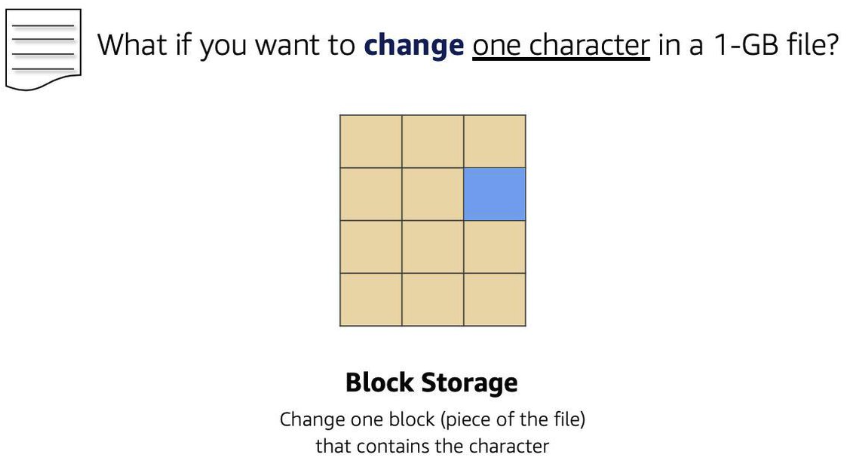 What if you want to change one character in a 1-GB file?
Block Storage
Change one block (piece of the file)
that contains the character